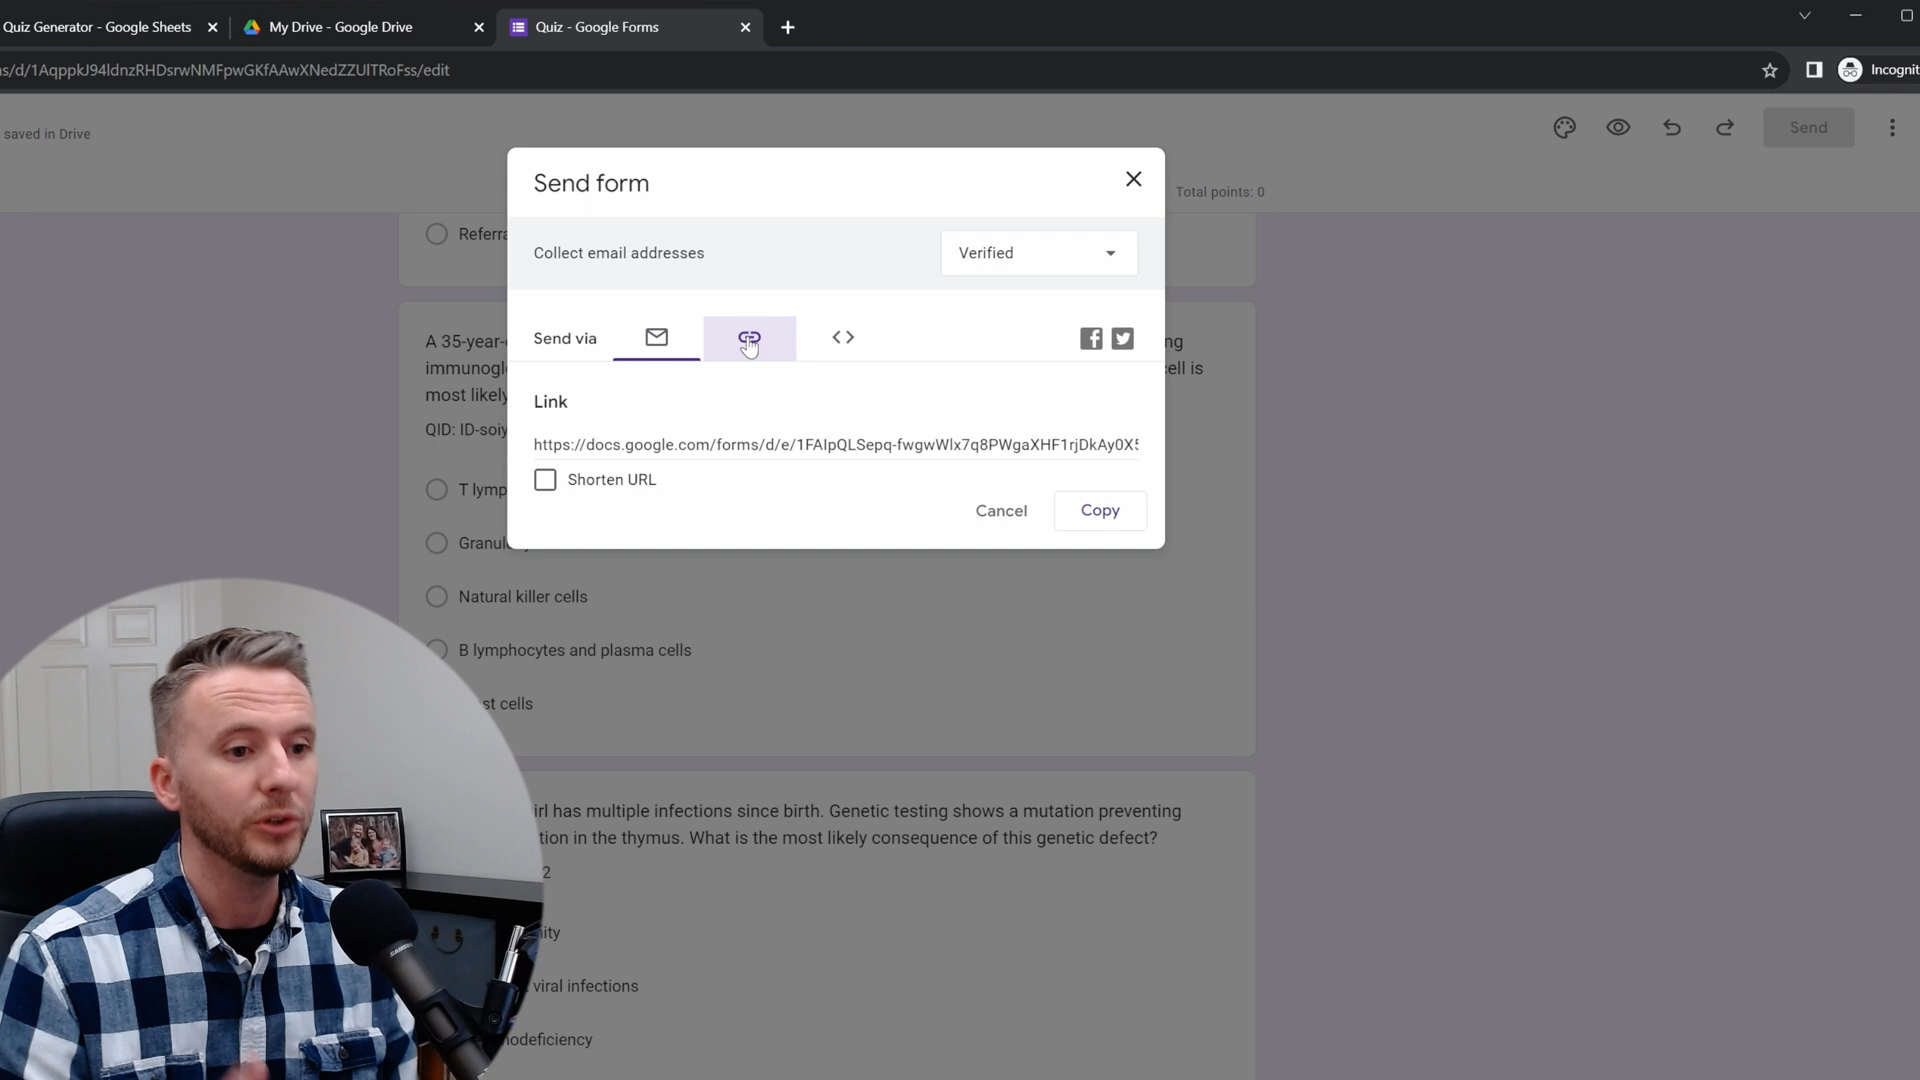 Quiz Generator - Google Sheets
My Drive - Google Drive
Quiz - Google Forms
s/d/1AqppkJ94ldnzRHDsrwNMFpwGKfAAwXNedZZUlTRoFss/edit
Incognit
saved in Drive
Send
Send form
Total points: 0
Collect email addresses
Verified
Send via
Link
https://docs.google.com/forms/d/e/1FAIpQLSepq-fwgwWlx7q8PWgaXHF1rjDkAy0X5
Shorten URL
Cancel
Copy
Referra
A 35-year-
ng
immunogl
cell is
most likely
QID: ID-soiy
T lymp
Granul
Natural killer cells
B lymphocytes and plasma cells
st cells
irl has multiple infections since birth. Genetic testing shows a mutation preventing
tion in the thymus. What is the most likely consequence of this genetic defect?
2
nity
viral infections
nodeficiency
SAMSON